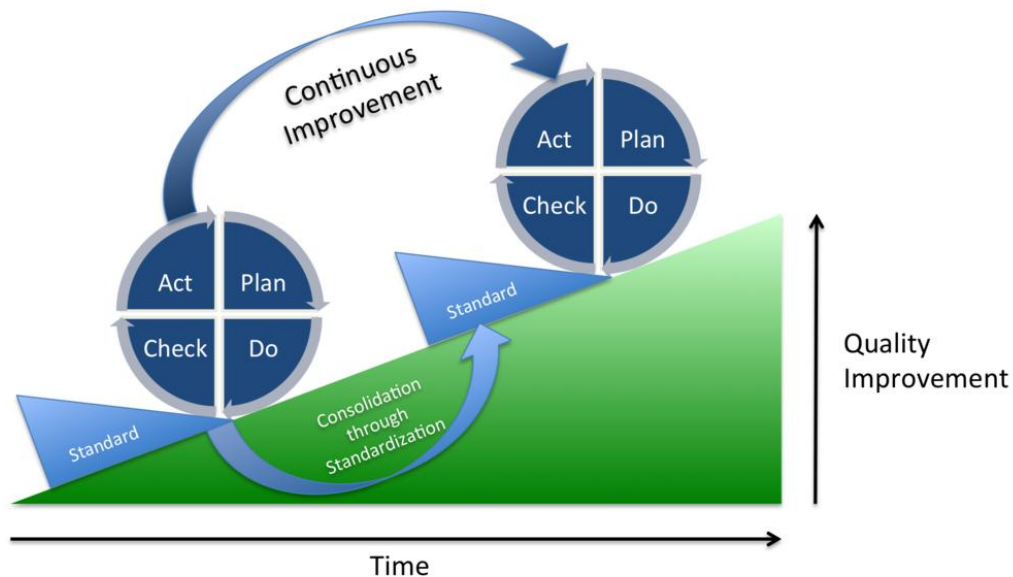 Continuous
Improvement
Act
Plan
Check
Do
Standard
Act
Plan
Check
Do
Standard
Consolidation
through
Standardization
Quality
Improvement
Time